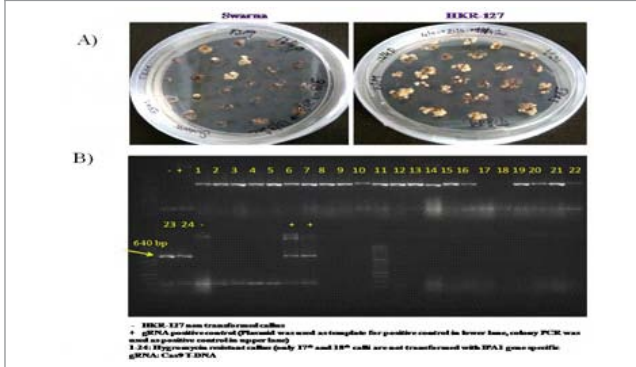 Swarna
HKR-127
A)
B)
- + 1 2 3 4 5 6 7 8 9 10 11 12 13 14 15 16 17 18 19 20 21 22
23 24 - + +
640 bp
- HKR-127 non transformed callus
+ gRNA positive control (Plasmid was used as template for positive control in lower lane, colony PCR was
used as positive control in upper lane)
1-24: Hygromycin resistant callus (only 17th and 18th calli are not transformed with IPA1 gene specific
gRNA: Cas9 T-DNA